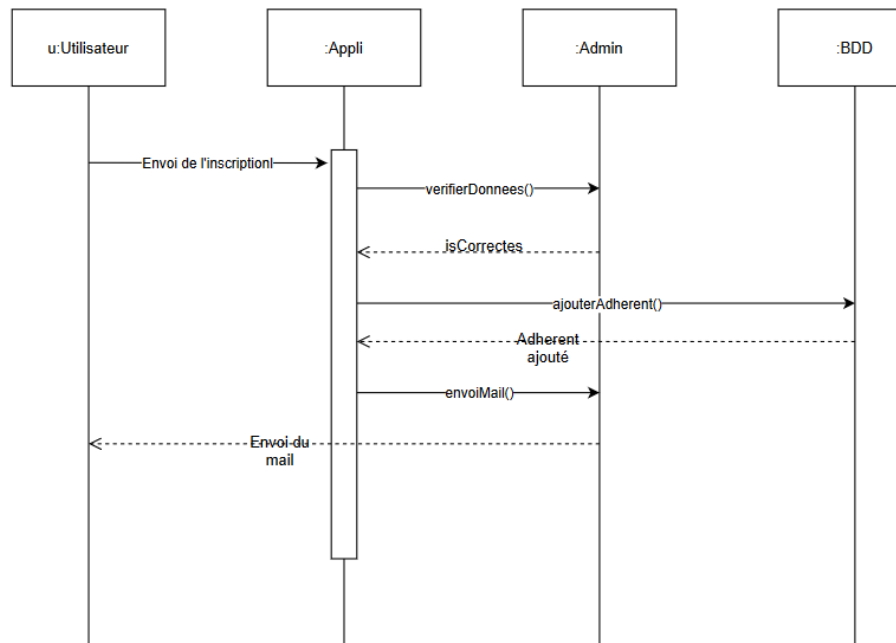 u:Utilisateur
:Appli
:Admin
:BDD
Envoi de l'inscriptionl
verifierDonnees()
isCorrectes
ajouterAdherent()
Adherent
ajouté
envoiMail()
Envoi du
mail